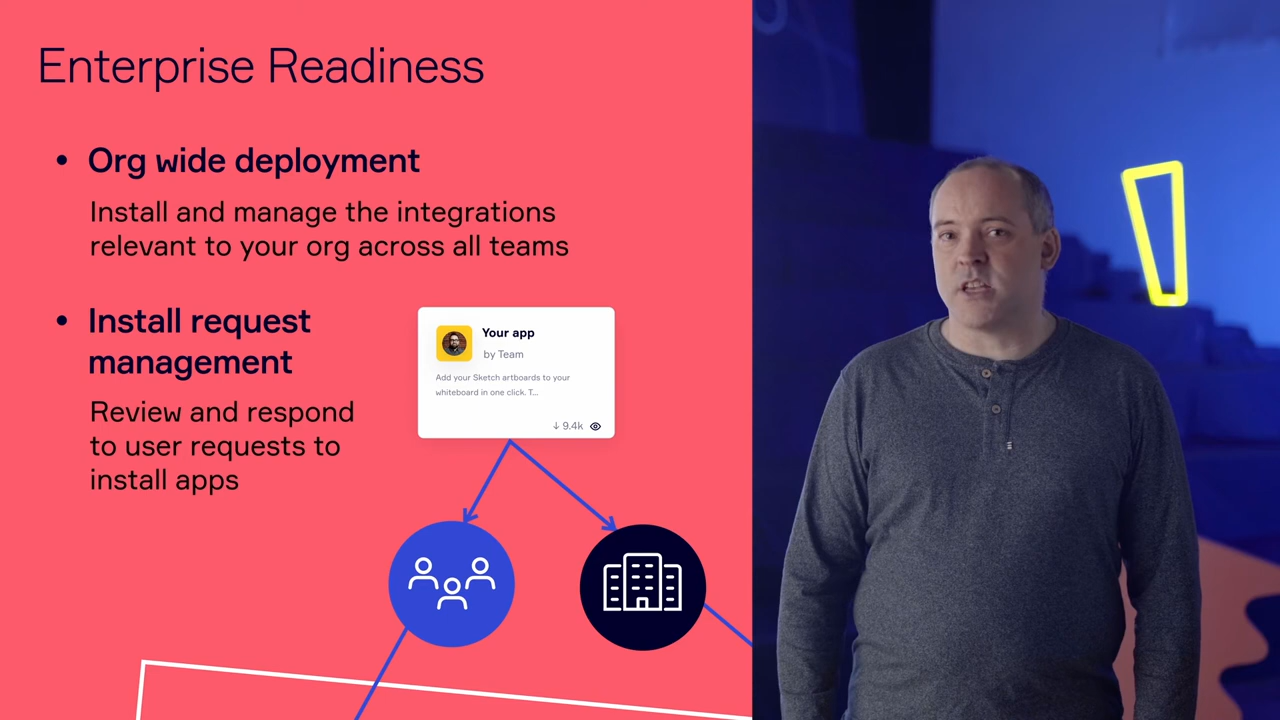 Enterprise Readiness
• Org wide deployment
Install and manage the integrations
relevant to your org across all teams
• Install request
management
Review and respond
to user requests to
install apps
Your app
by Team
Add your Sketch artboards to your
whiteboard in one click. T...
↓ 9.4k